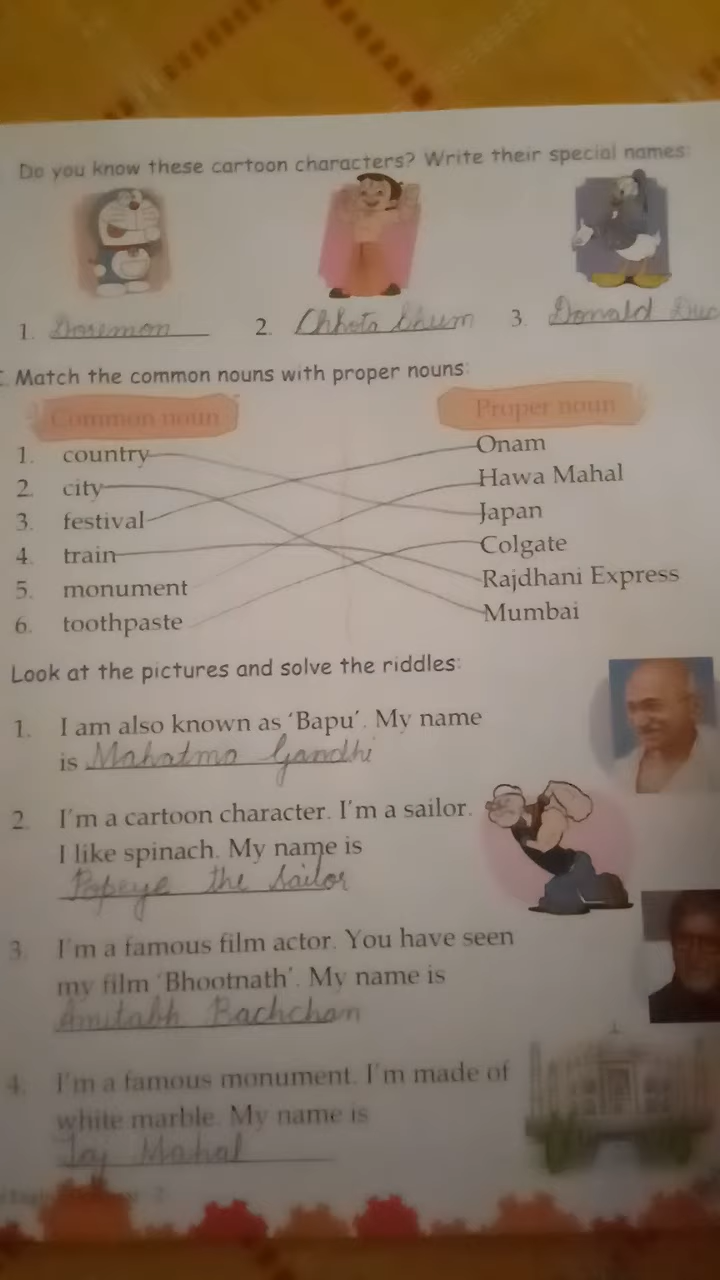 Do you know these cartoon characters? Write their special names:
1. Doremon 2. Chhota bhum 3. Donald Duc
C. Match the common nouns with proper nouns:
Common noun Proper noun
1. country Onam
2. city Hawa Mahal
3. festival Japan
4. train Colgate
5. monument Rajdhani Express
6. toothpaste Mumbai
Look at the pictures and solve the riddles:
1. I am also known as ‘Bapu’. My name
is Mahatma Gandhi
2. I'm a cartoon character. I'm a sailor.
I like spinach. My name is
Popeye the Sailor
3. I'm a famous film actor. You have seen
my film ‘Bhootnath’. My name is
Amitabh Bachchan
4. I'm a famous monument. I'm made of
white marble. My name is
Taj Mahal